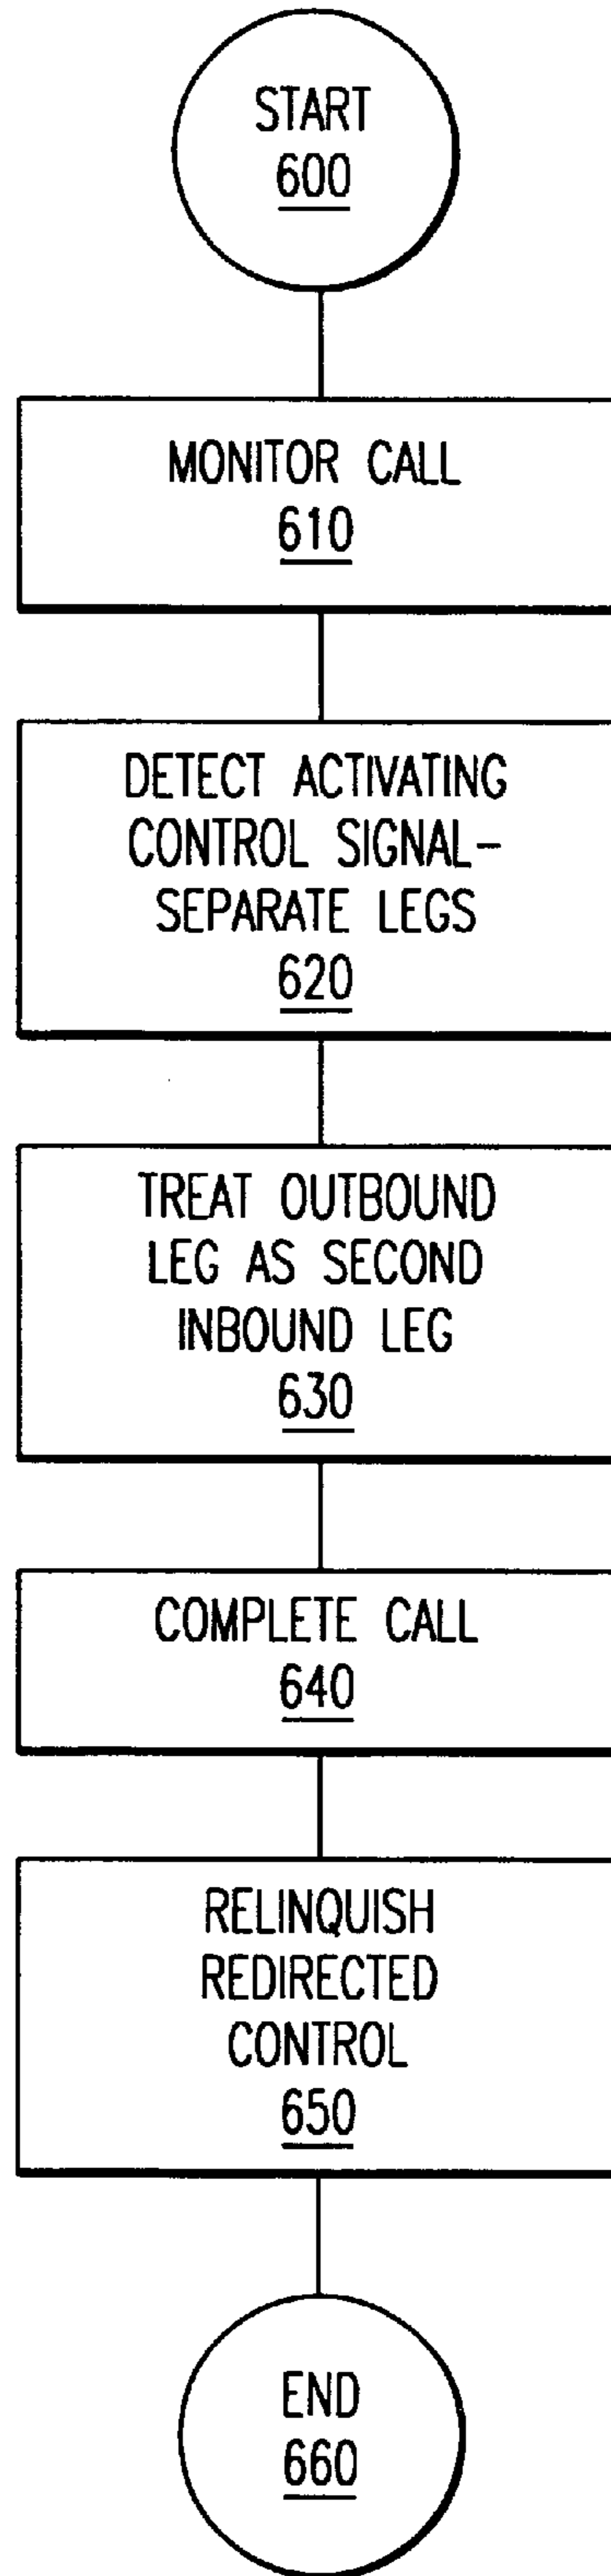 START
600
MONITOR CALL
610
DETECT ACTIVATING
CONTROL SIGNAL-
SEPARATE LEGS
620
TREAT OUTBOUND
LEG AS SECOND
INBOUND LEG
630
COMPLETE CALL
640
RELINQUISH
REDIRECTED
CONTROL
650
END
660